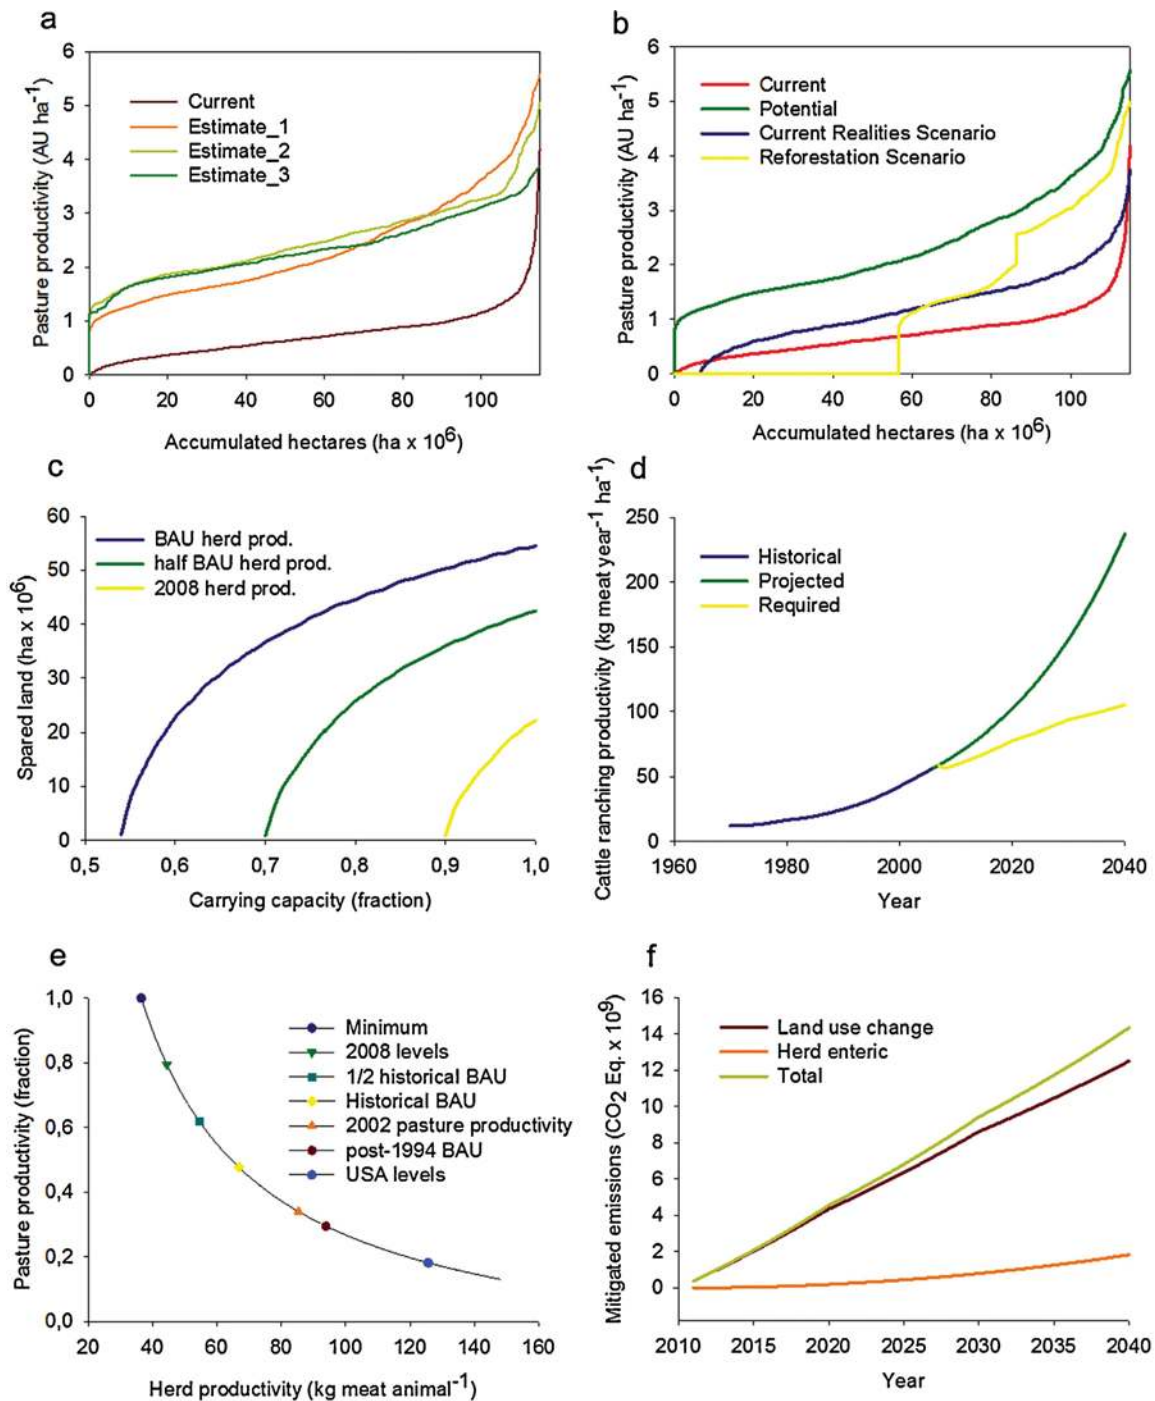 a
Pasture productivity (AU ha-1)
6
5
4
3
2
1
0
Current
Estimate_1
Estimate_2
Estimate_3
0 20 40 60 80 100
Accumulated hectares (ha x 10^6)
b
Pasture productivity (AU ha-1)
6
5
4
3
2
1
0
Current
Potential
Current Realities Scenario
Reforestation Scenario
0 20 40 60 80 100
Accumulated hectares (ha x 10^6)
c
Spared land (ha x 10^6)
60
50
40
30
20
10
0
BAU herd prod.
half BAU herd prod.
2008 herd prod.
0,5 0,6 0,7 0,8 0,9 1,0
Carrying capacity (fraction)
d
Cattle ranching productivity (kg meat year-1 ha-1)
250
200
150
100
50
0
Historical
Projected
Required
1960 1980 2000 2020 2040
Year
e
Pasture productivity (fraction)
1,0
0,8
0,6
0,4
0,2
0,0
Minimum
2008 levels
1/2 historical BAU
Historical BAU
2002 pasture productivity
post-1994 BAU
USA levels
20 40 60 80 100 120 140 160
Herd productivity (kg meat animal-1)
f
Mitigated emissions (CO2 Eq. x 10^9)
16
14
12
10
8
6
4
2
0
Land use change
Herd enteric
Total
2010 2015 2020 2025 2030 2035 2040
Year